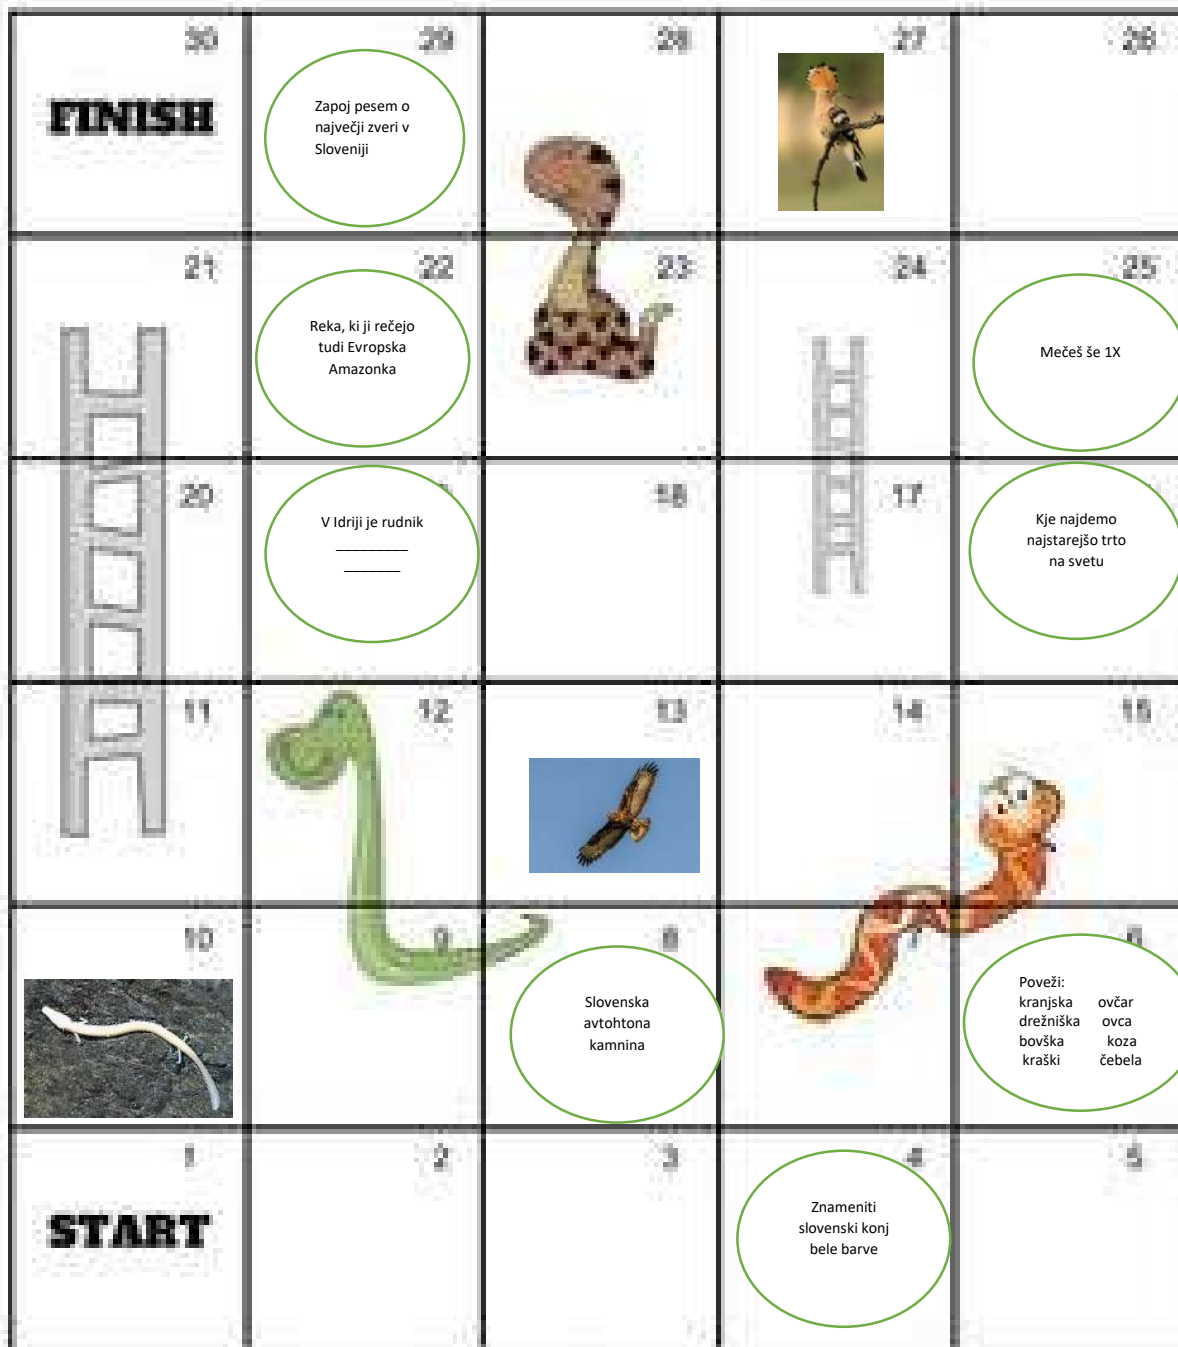 30
29
28
27
26
FINISH
Zapoj pesem o
največji zveri v
Sloveniji
21
22
23
24
25
Reka, ki ji rečejo
tudi Evropska
Amazonka
Mečeš še 1X
20
18
17
V Idriji je rudnik
_________
_______
Kje najdemo
najstarejšo trto
na svetu
11
12
13
14
15
10
9
8
6
Slovenska
avtohtona
kamnina
Poveži:
kranjska ovčar
drežniška ovca
bovška koza
kraški čebela
1
2
3
4
5
START
Znameniti
slovenski konj
bele barve